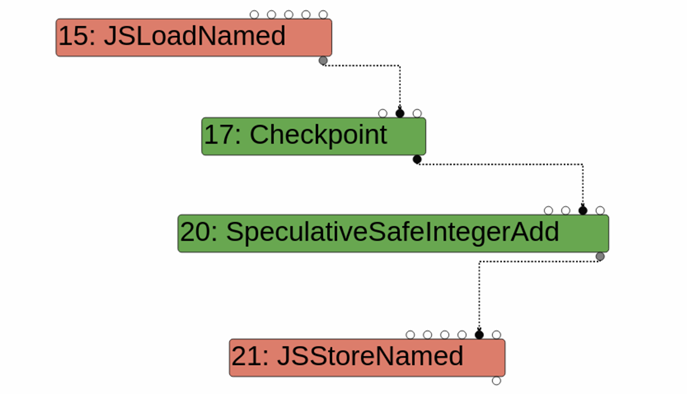 15: JSLoadNamed
17: Checkpoint
20: SpeculativeSafeIntegerAdd
21: JSStoreNamed